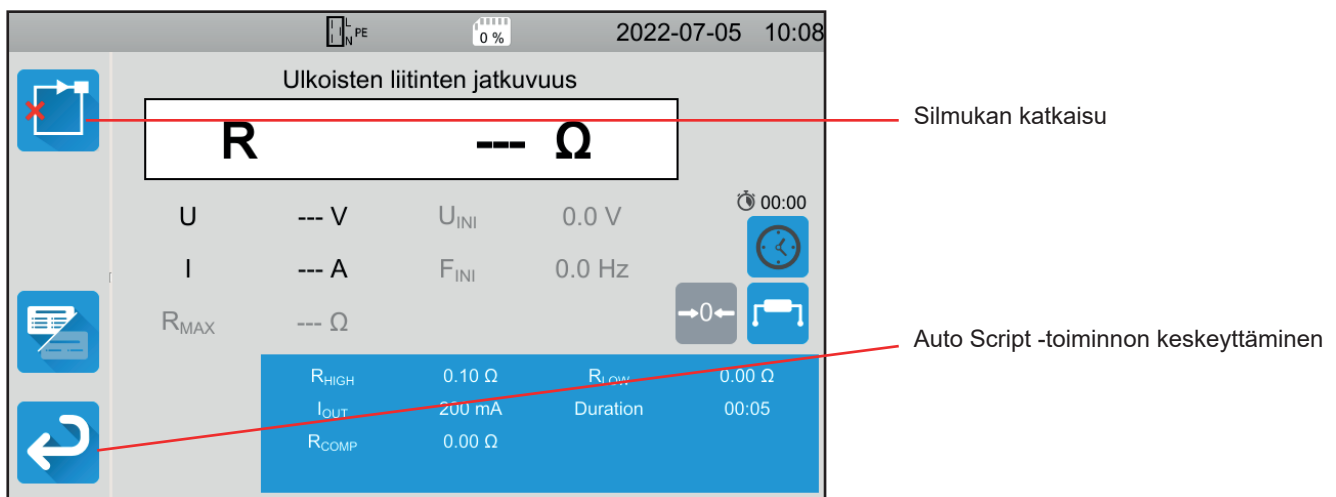 L
N PE 0 % 2022-07-05 10:08
Ulkoisten liitinten jatkuvuus
Silmukan katkaisu
R --- Ω
00:00
U --- V UINI 0.0 V
I --- A FINI 0.0 Hz
→0←
RMAX --- Ω
Auto Script -toiminnon keskeyttäminen
RHIGH 0.10 Ω RLOW 0.00 Ω
IOUT 200 mA Duration 00:05
RCOMP 0.00 Ω